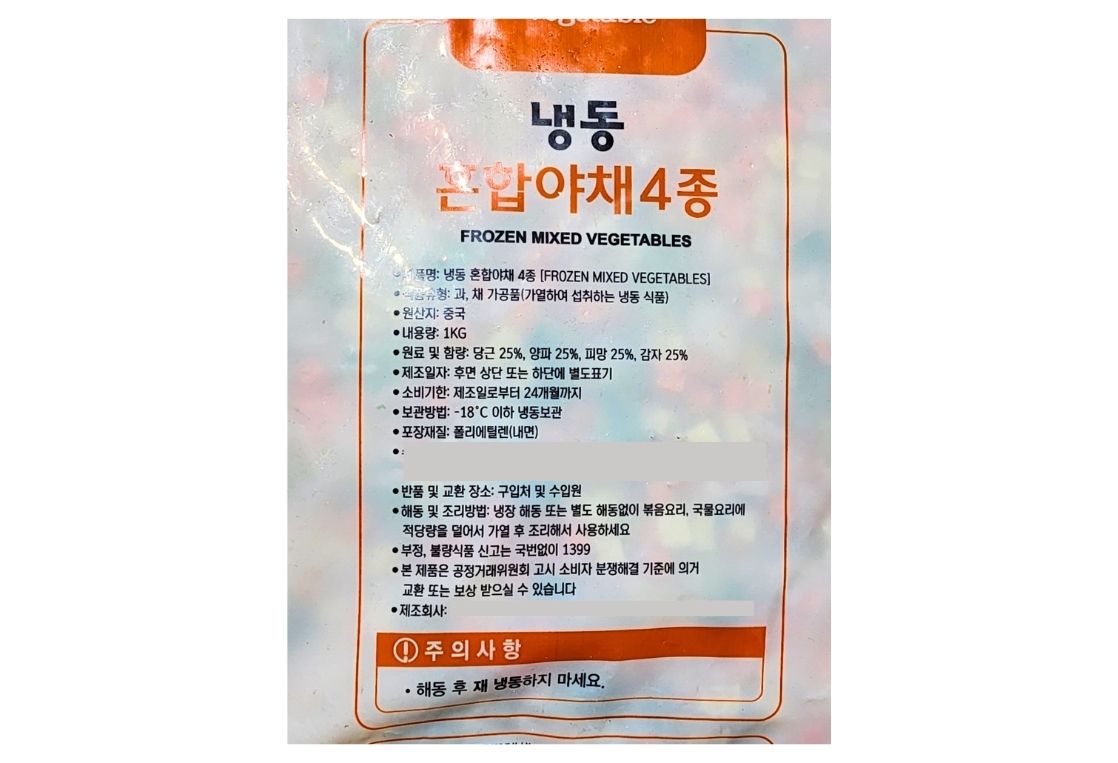 냉동
혼합야채4종
FROZEN MIXED VEGETABLES
제품명: 냉동 혼합야채 4종 [FROZEN MIXED VEGETABLES]
• 식품유형: 과, 채 가공품(가열하여 섭취하는 냉동 식품)
• 원산지: 중국
• 내용량: 1KG
• 원료 및 함량: 당근 25%, 양파 25%, 피망 25%, 감자 25%
• 제조일자: 후면 상단 또는 하단에 별도표기
• 소비기한: 제조일로부터 24개월까지
• 보관방법: -18˚C 이하 냉동보관
• 포장재질: 폴리에틸렌(내면)
• 반품 및 교환 장소: 구입처 및 수입원
• 해동 및 조리방법: 냉장 해동 또는 별도 해동없이 볶음요리, 국물요리에
적당량을 덜어서 가열 후 조리해서 사용하세요
• 부정, 불량식품 신고는 국번없이 1399
• 본 제품은 공정거래위원회 고시 소비자 분쟁해결 기준에 의거
교환 또는 보상 받으실 수 있습니다
• 제조회사:
주의사항
• 해동 후 재 냉동하지 마세요.